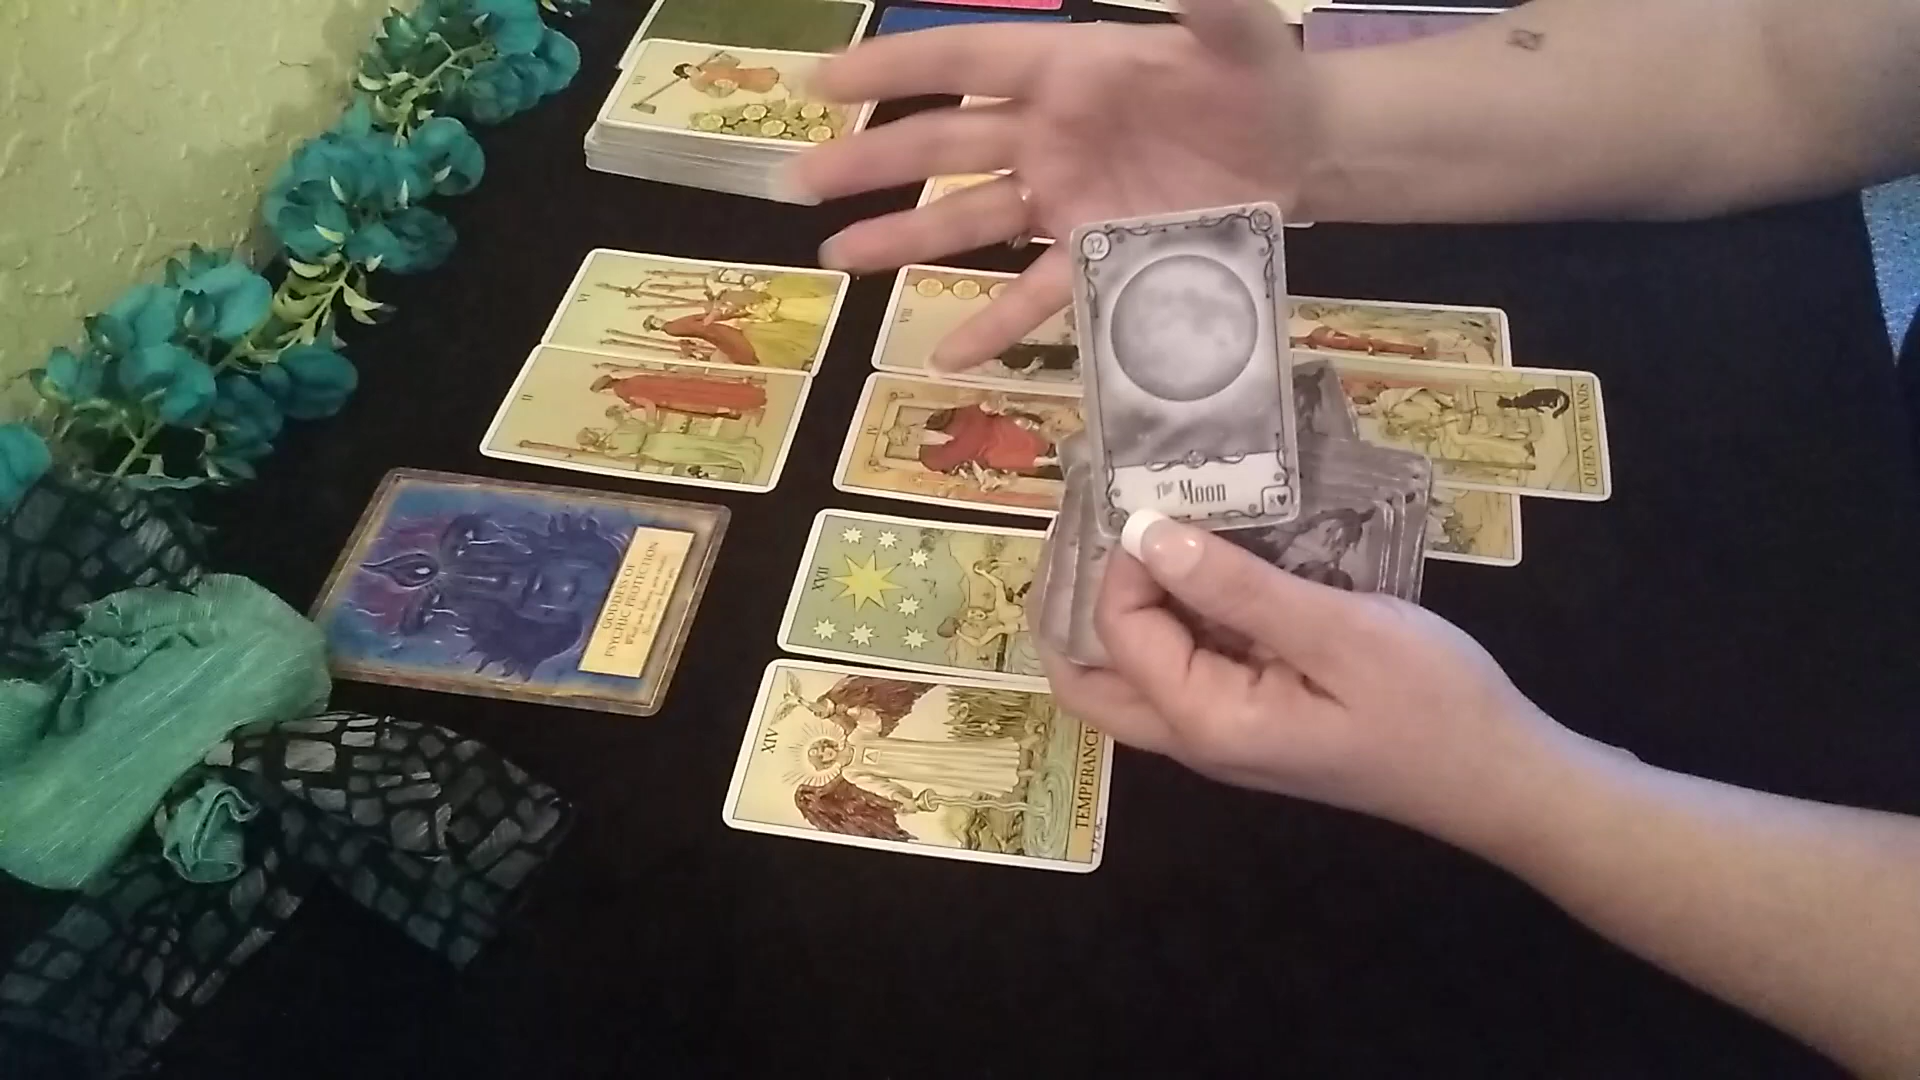 VII
VI
II
VIII
IV
32
The Moon
K♥
QUEEN OF WANDS
XVII
XIV
TEMPERANCE
GODDESS OF
PSYCHIC PROTECTION